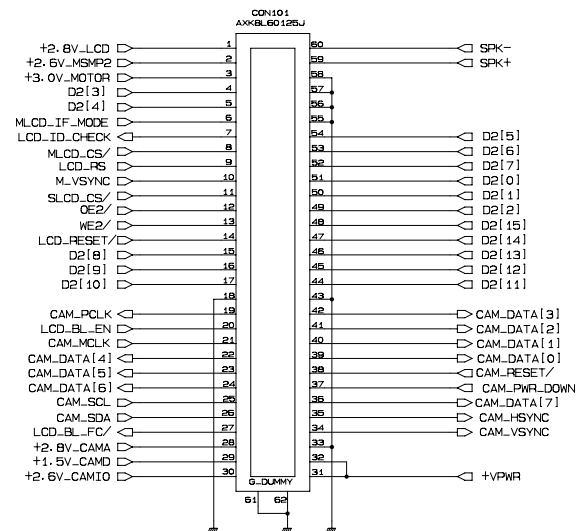 CON101
AXK8L60125J
+2.8V_LCD 1 60 SPK-
+2.6V_MSMP2 2 59 SPK+
+3.0V_MOTOR 3 58
D2[3] 4 57
D2[4] 5 56
MLCD_IF_MODE 6 55
LCD_ID_CHECK 7 54 D2[5]
MLCD_CS/ 8 53 D2[6]
LCD_RS 9 52 D2[7]
M_VSYNC 10 51 D2[0]
SLCD_CS/ 11 50 D2[1]
OE2/ 12 49 D2[2]
WE2/ 13 48 D2[15]
LCD_RESET/ 14 47 D2[14]
D2[8] 15 46 D2[13]
D2[9] 16 45 D2[12]
D2[10] 17 44 D2[11]
18 43
CAM_PCLK 19 42 CAM_DATA[3]
LCD_BL_EN 20 41 CAM_DATA[2]
CAM_MCLK 21 40 CAM_DATA[1]
CAM_DATA[4] 22 39 CAM_DATA[0]
CAM_DATA[5] 23 38 CAM_RESET/
CAM_DATA[6] 24 37 CAM_PWR_DOWN
CAM_SCL 25 36 CAM_DATA[7]
CAM_SDA 26 35 CAM_HSYNC
LCD_BL_FC/ 27 34 CAM_VSYNC
+2.8V_CAMA 28 33
+1.5V_CAMD 29 32
+2.6V_CAMIO 30 31 +VPWR
G_DUMMY
61 62